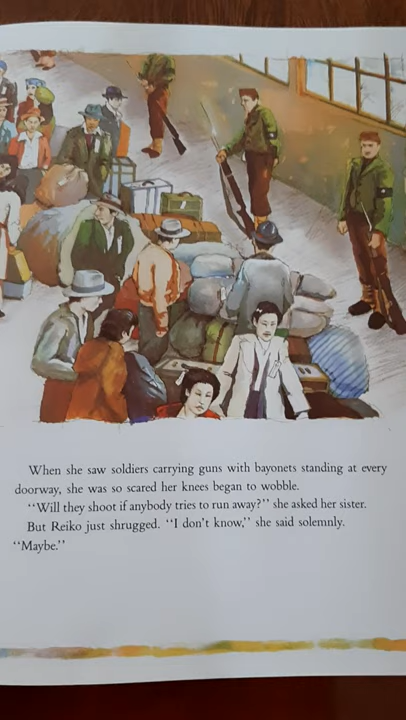 When she saw soldiers carrying guns with bayonets standing at every
doorway, she was so scared her knees began to wobble.
‘‘Will they shoot if anybody tries to run away?’’ she asked her sister.
But Reiko just shrugged. ‘‘I don't know,’’ she said solemnly.
‘‘Maybe.’’